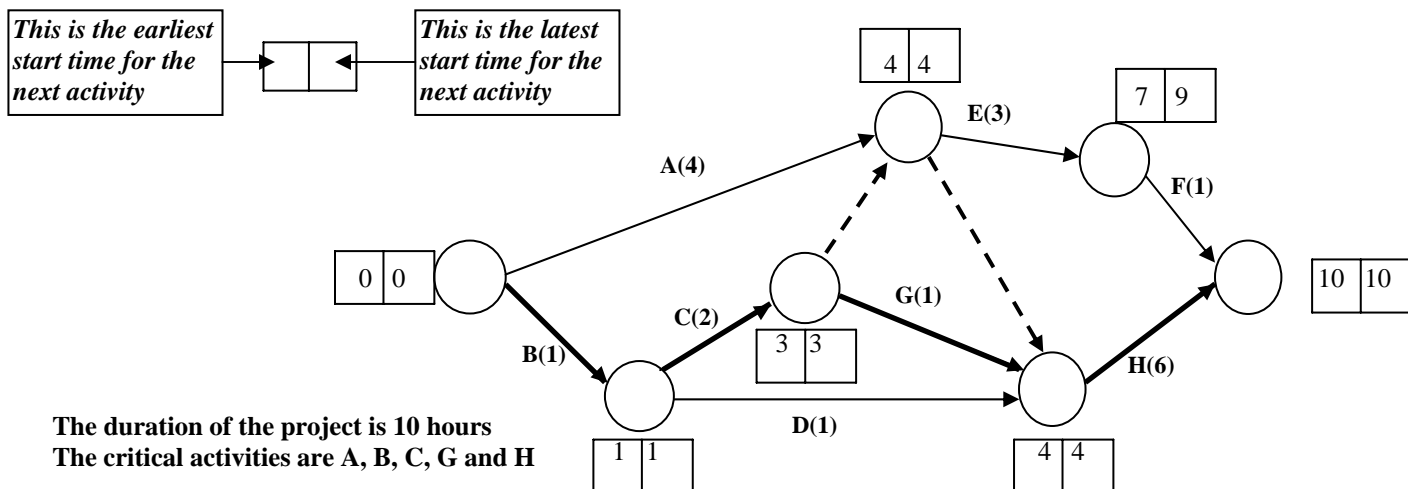 This is the earliest
start time for the
next activity
This is the latest
start time for the
next activity
4 4
7 9
E(3)
A(4)
F(1)
0 0
10 10
G(1)
C(2)
3 3
B(1)
H(6)
D(1)
The duration of the project is 10 hours
The critical activities are A, B, C, G and H
1 1
4 4